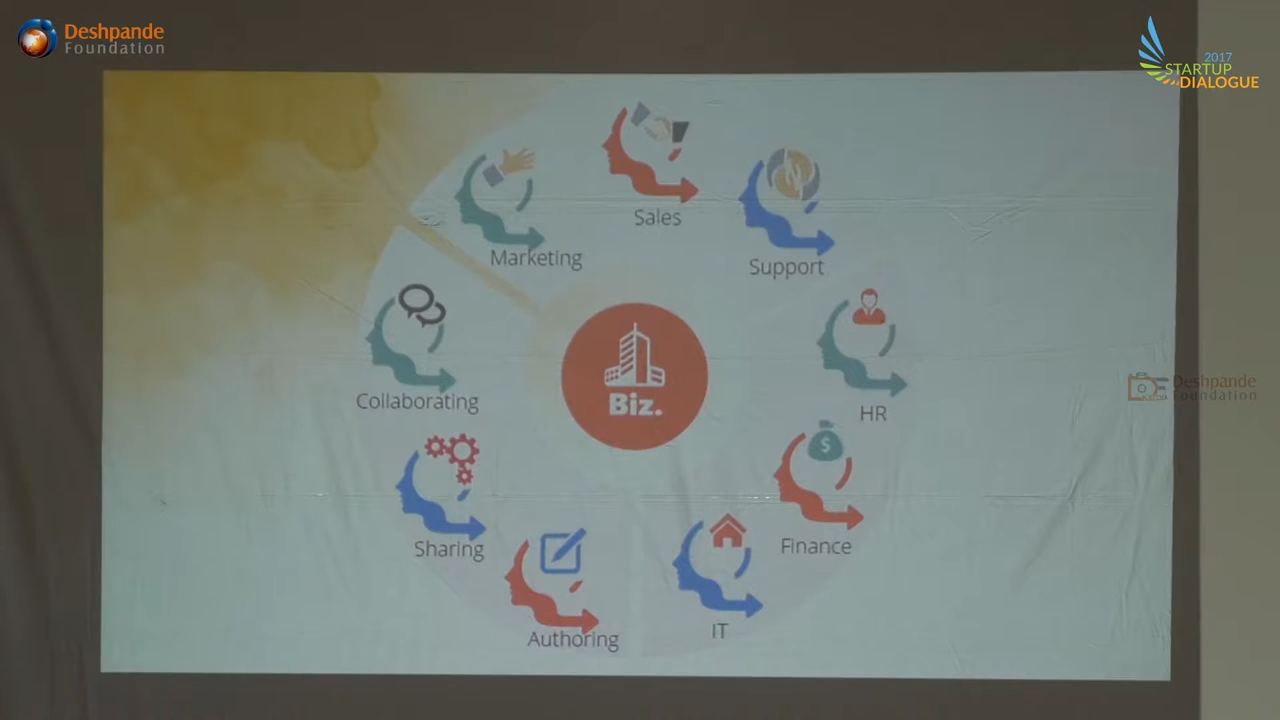 Deshpande
Foundation
2017
STARTUP
DIALOGUE
Sales
Marketing
Support
Collaborating
Biz.
$
HR
Deshpande
Foundation
Sharing
Finance
Authoring
IT